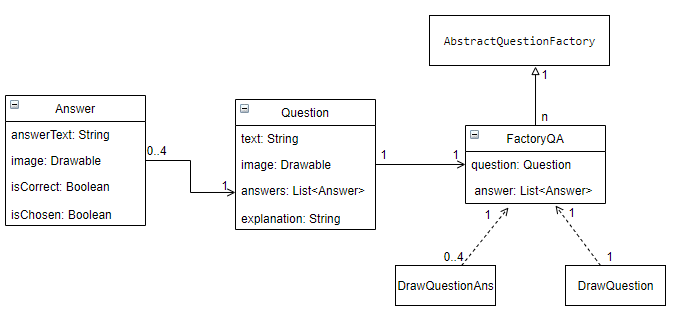 AbstractQuestionFactory
1
n
Answer
answerText: String
image: Drawable
isCorrect: Boolean
isChosen: Boolean
0..4
1
Question
text: String
image: Drawable
answers: List<Answer>
explanation: String
1
1
FactoryQA
question: Question
answer: List<Answer>
1
1
0..4
1
DrawQuestionAns
DrawQuestion